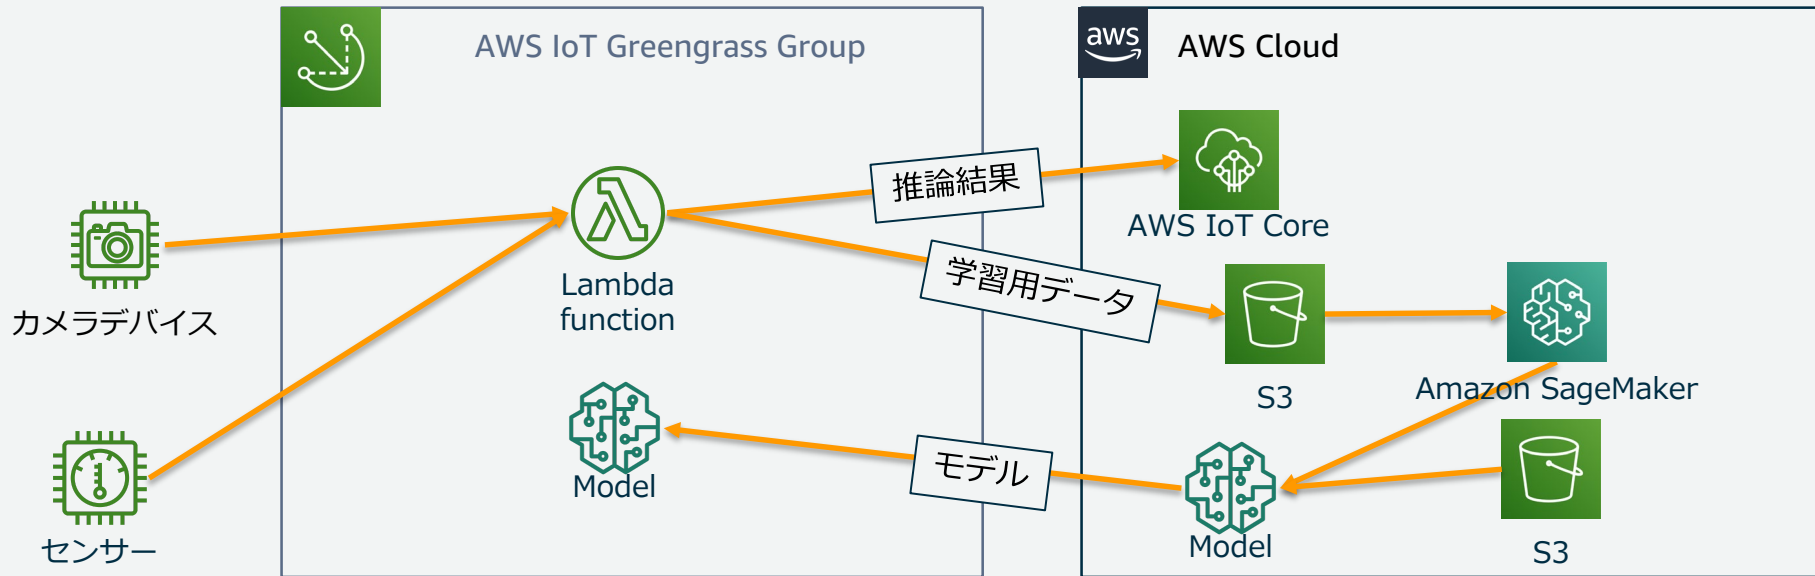 AWS IoT Greengrass Group
aws
AWS Cloud
推論結果
AWS IoT Core
学習用データ
Lambda
function
カメラデバイス
S3
Amazon SageMaker
モデル
Model
Model
センサー
S3